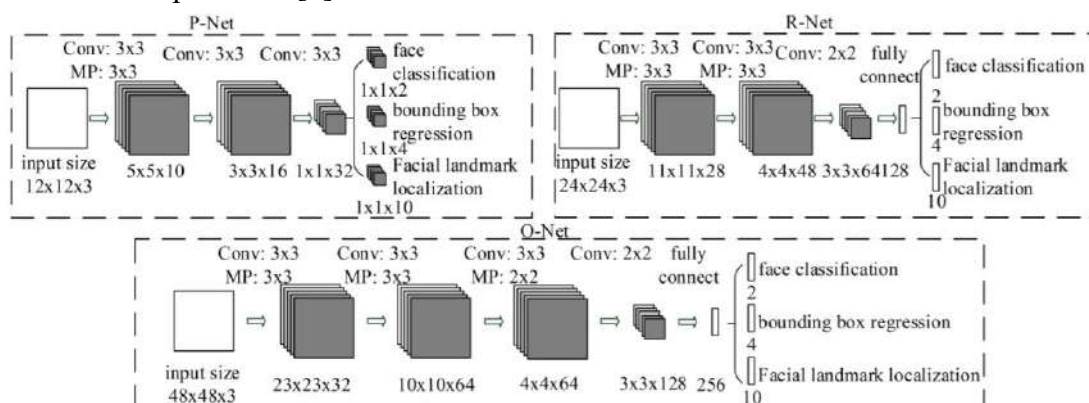 P-Net
Conv: 3x3 Conv: 3x3 Conv: 3x3
MP: 3x3
face
classification
1x1x2
bounding box
regression
1x1x4
Facial landmark
localization
1x1x10
input size
12x12x3
5x5x10
3x3x16
1x1x32
R-Net
Conv: 3x3 Conv: 3x3 Conv: 2x2 fully
MP: 3x3 MP: 3x3 connect
face classification
2
bounding box
regression
4
Facial landmark
localization
10
input size
24x24x3
11x11x28
4x4x48
3x3x64
128
O-Net
Conv: 3x3 Conv: 3x3 Conv: 3x3 Conv: 2x2 fully
MP: 3x3 MP: 3x3 MP: 2x2 connect
face classification
2
bounding box regression
4
Facial landmark localization
10
input size
48x48x3
23x23x32
10x10x64
4x4x64
3x3x128
256